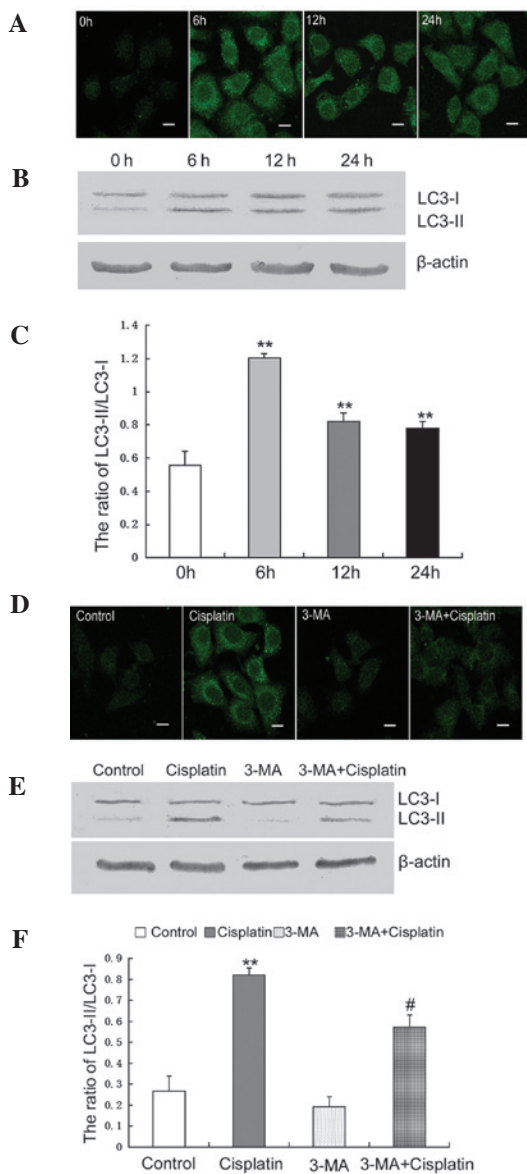 A
0h 6h 12h 24h
B
0 h 6 h 12 h 24 h
LC3-I
LC3-II
β-actin
C
The ratio of LC3-II/LC3-I
1.4
1.2
1
0.8
0.6
0.4
0.2
0
**
**
**
0h 6h 12h 24h
D
Control Cisplatin 3-MA 3-MA+Cisplatin
E
Control Cisplatin 3-MA 3-MA+Cisplatin
LC3-I
LC3-II
β-actin
F
Control Cisplatin 3-MA 3-MA+Cisplatin
The ratio of LC3-II/LC3-I
0.9
0.8
0.7
0.6
0.5
0.4
0.3
0.2
0.1
0
**
#
Control Cisplatin 3-MA 3-MA+Cisplatin